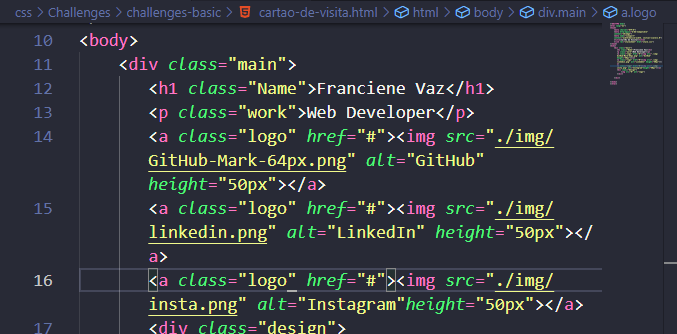 css > Challenges > challenges-basic > cartao-de-visita.html > html > body > div.main > a.logo
10 <body>
11 <div class="main">
12 <h1 class="Name">Franciene Vaz</h1>
13 <p class="work">Web Developer</p>
14 <a class="logo" href="#"><img src="./img/
GitHub-Mark-64px.png" alt="GitHub"
height="50px"></a>
15 <a class="logo" href="#"><img src="./img/
linkedin.png" alt="LinkedIn" height="50px"></
a>
16 <a class="logo" href="#"><img src="./img/
insta.png" alt="Instagram"height="50px"></a>
17 <div class="design">